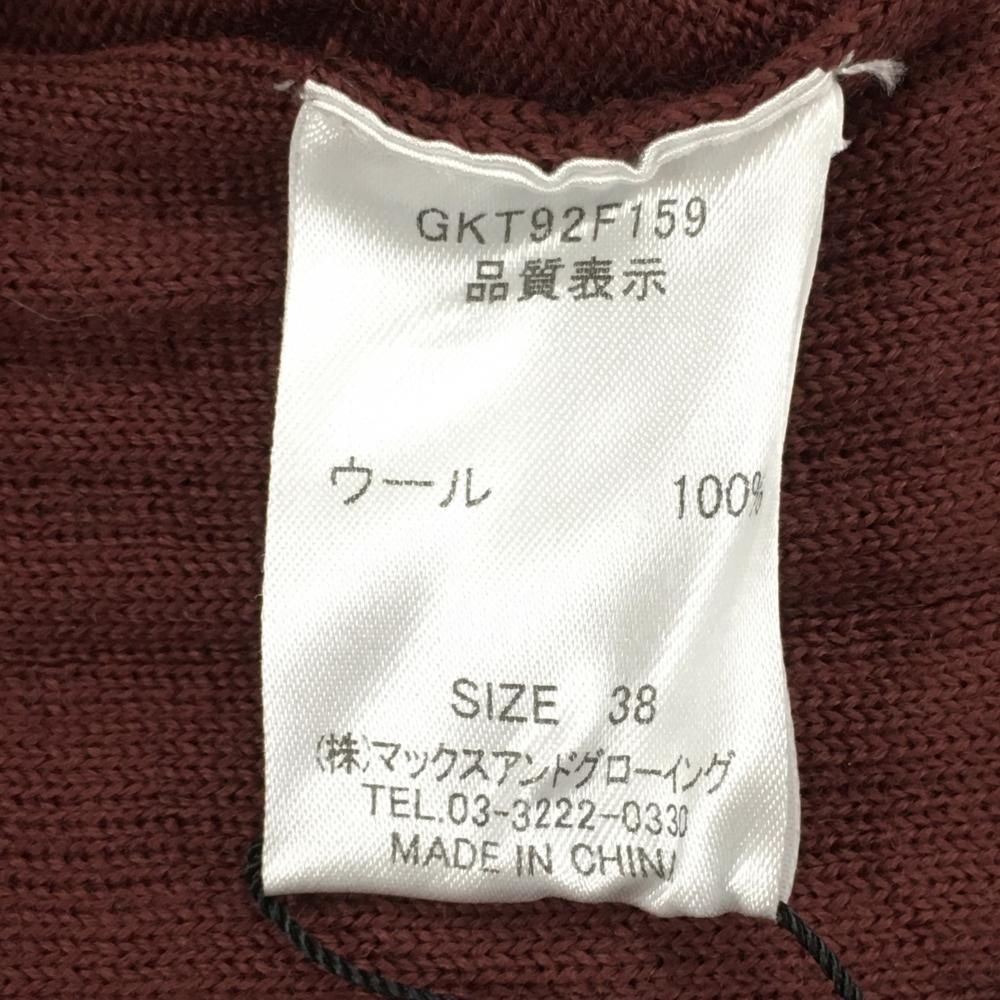 GKT92F159
品質表示
ウール 100%
SIZE 38
(株)マックスアンドグローイング
TEL.03-3222-0330
MADE IN CHINA